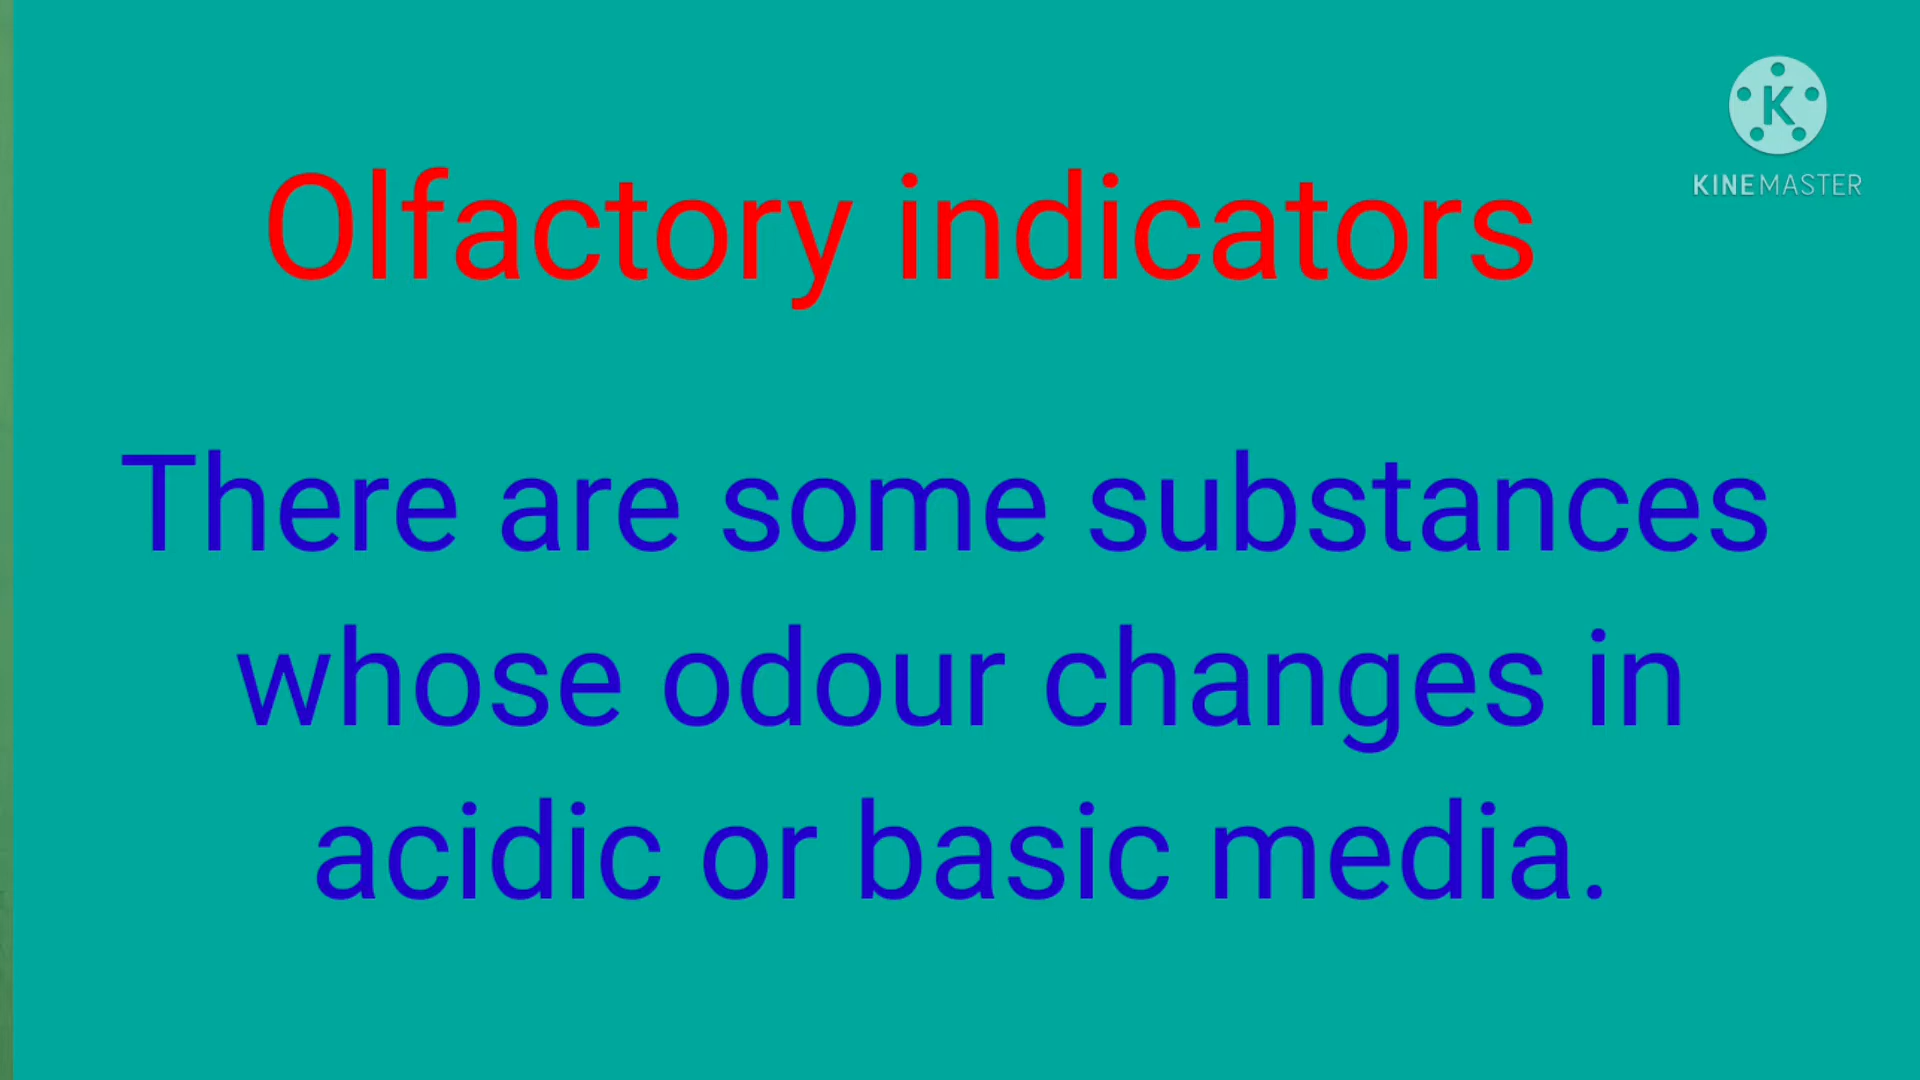 K
KINEMASTER
Olfactory indicators
There are some substances
whose odour changes in
acidic or basic media.